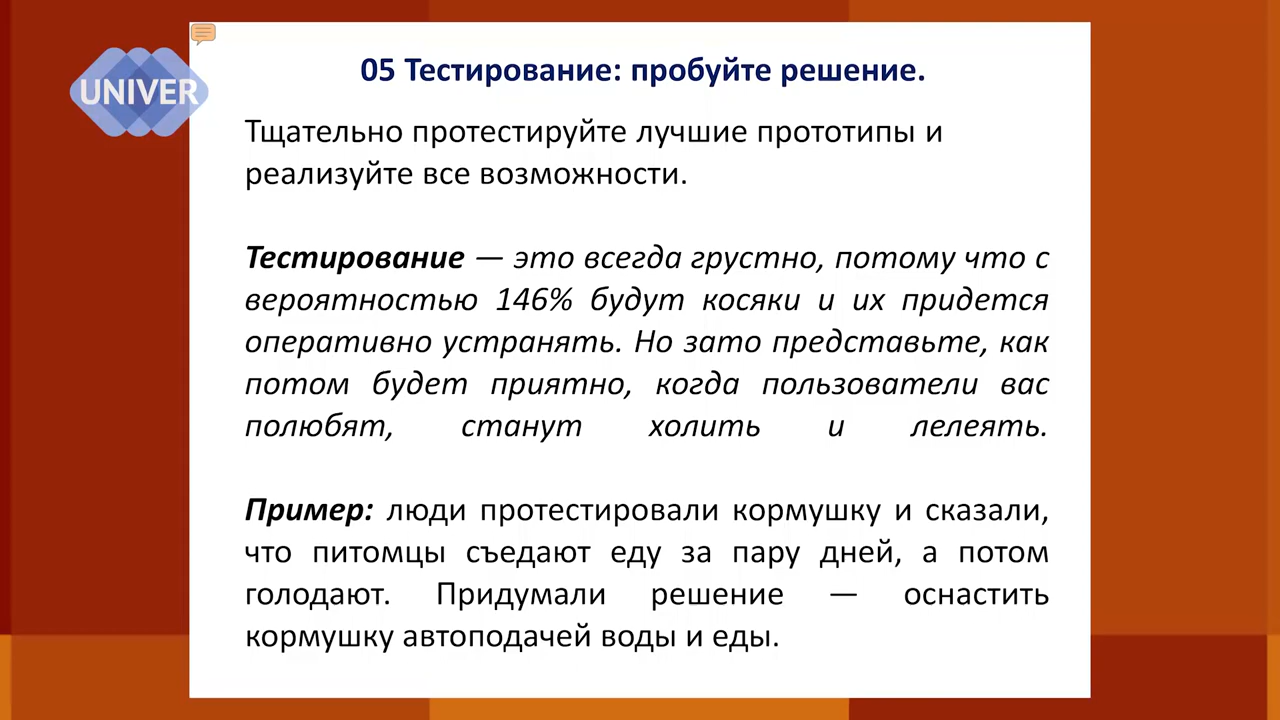 UNIVER
05 Тестирование: пробуйте решение.
Тщательно протестируйте лучшие прототипы и
реализуйте все возможности.
Тестирование — это всегда грустно, потому что с
вероятностью 146% будут косяки и их придется
оперативно устранять. Но зато представьте, как
потом будет приятно, когда пользователи вас
полюбят, станут холить и лелеять.
Пример: люди протестировали кормушку и сказали,
что питомцы съедают еду за пару дней, а потом
голодают. Придумали решение — оснастить
кормушку автоподачей воды и еды.